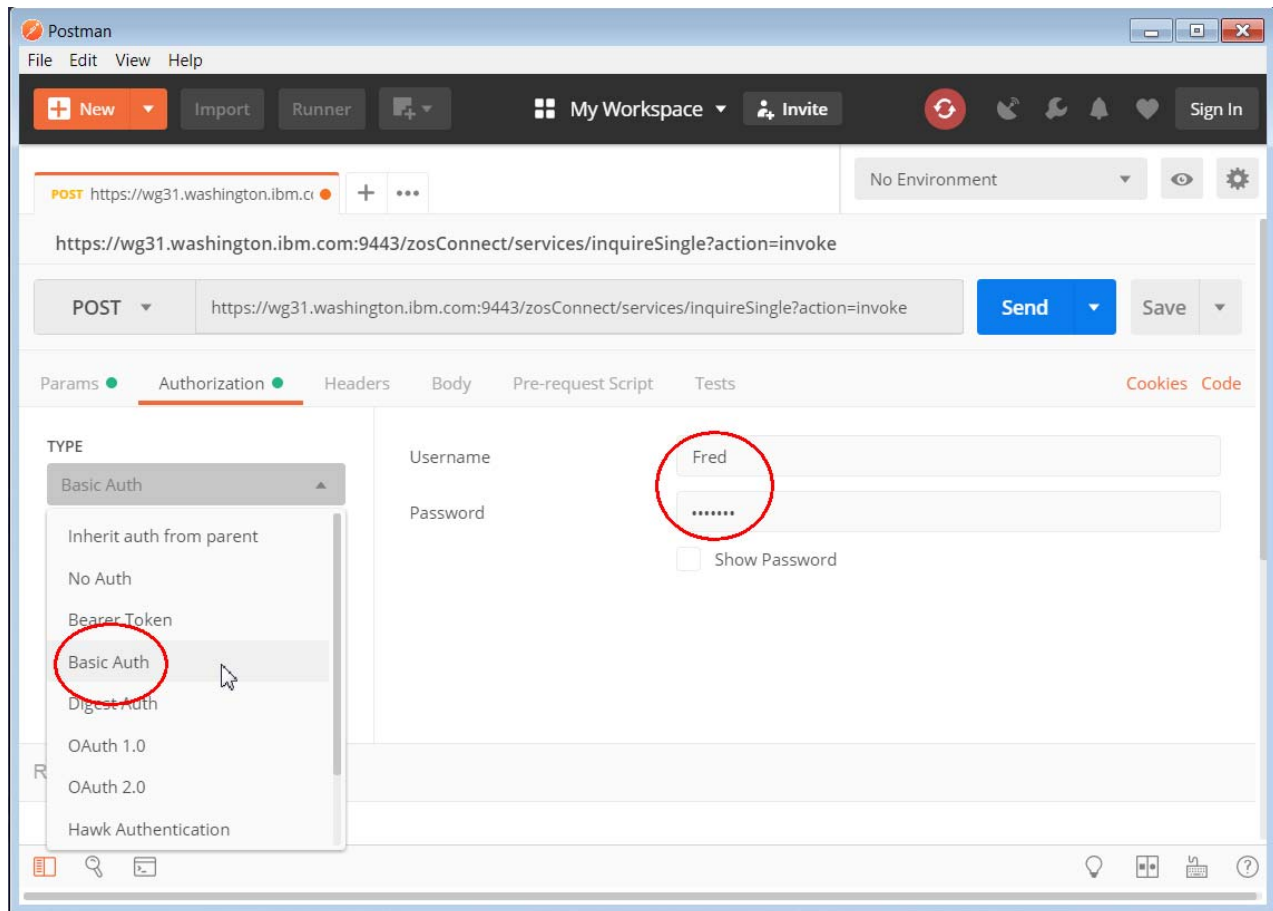 Postman
File Edit View Help
New Import Runner My Workspace Invite Sign In
POST https://wg31.washington.ibm.co No Environment
https://wg31.washington.ibm.com:9443/zosConnect/services/inquireSingle?action=invoke
POST https://wg31.washington.ibm.com:9443/zosConnect/services/inquireSingle?action=invoke Send Save
Params Authorization Headers Body Pre-request Script Tests Cookies Code
TYPE
Username Fred
Basic Auth
Password •••••••
Inherit auth from parent
Show Password
No Auth
Bearer Token
Basic Auth
Digest Auth
OAuth 1.0
R
OAuth 2.0
Hawk Authentication